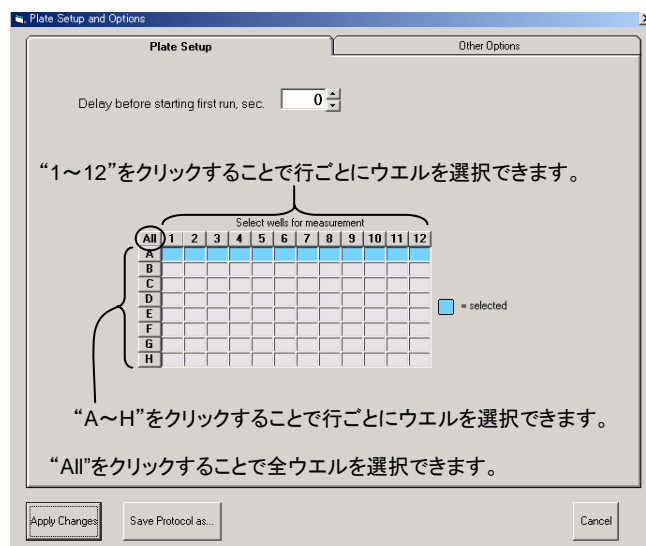 Plate Setup and Options
Plate Setup
Other Options
Delay before starting first run, sec.
0
“1～12”をクリックすることで行ごとにウエルを選択できます。
Select wells for measurement
All 1 2 3 4 5 6 7 8 9 10 11 12
A
B
C
D
E
F
G
H
= selected
“A～H”をクリックすることで行ごとにウエルを選択できます。
“All”をクリックすることで全ウエルを選択できます。
Apply Changes
Save Protocol as...
Cancel